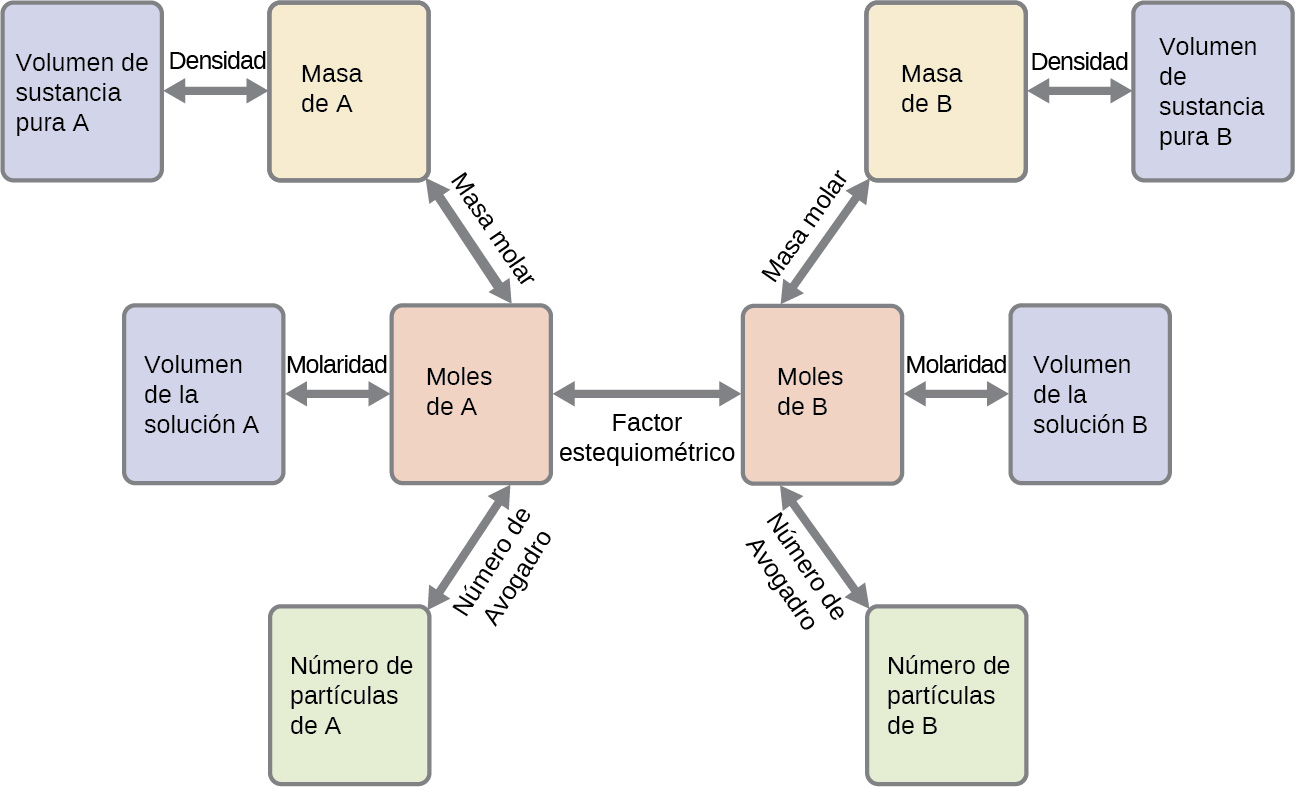 Volumen de
sustancia
pura A
Densidad
Masa
de A
Masa
de B
Densidad
Volumen
de
sustancia
pura B
Masa molar
Masa molar
Volumen
de la
solución A
Molaridad
Moles
de A
Factor
estequiométrico
Moles
de B
Molaridad
Volumen
de la
solución B
Número de
Avogadro
Número de
Avogadro
Número de
partículas
de A
Número de
partículas
de B